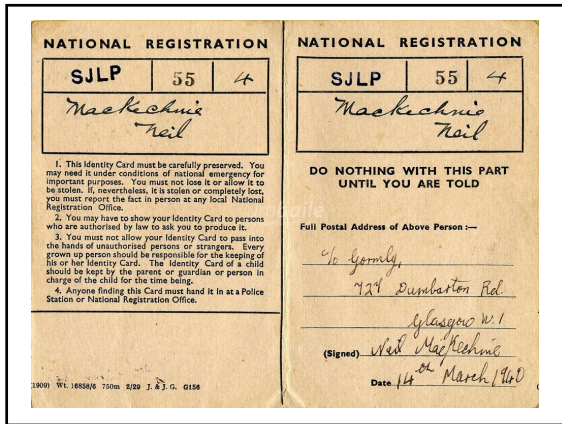 NATIONAL REGISTRATION
SJLP 55 4
MacKechnie
Neil
1. This Identity Card must be carefully preserved. You
may need it under conditions of national emergency for
important purposes. You must not lose it or allow it to
be stolen. If, nevertheless, it is stolen or completely lost,
you must report the fact in person at any local National
Registration Office.
2. You may have to show your Identity Card to persons
who are authorised by law to ask you to produce it.
3. You must not allow your Identity Card to pass into
the hands of unauthorised persons or strangers. Every
grown up person should be responsible for the keeping of
his or her Identity Card. The Identity Card of a child
should be kept by the parent or guardian or person in
charge of the child for the time being.
4. Anyone finding this Card must hand it in at a Police
Station or National Registration Office.
(1909) Wt. 16858/6 750m 2/29 J. & J. G. G156
NATIONAL REGISTRATION
SJLP 55 4
MacKechnie
Neil
DO NOTHING WITH THIS PART
UNTIL YOU ARE TOLD
Full Postal Address of Above Person :—
c/o Gormly,
727 Dumbarton Rd.
Glasgow W.1
(Signed) Neil MacKechnie
Date 14th March 1940